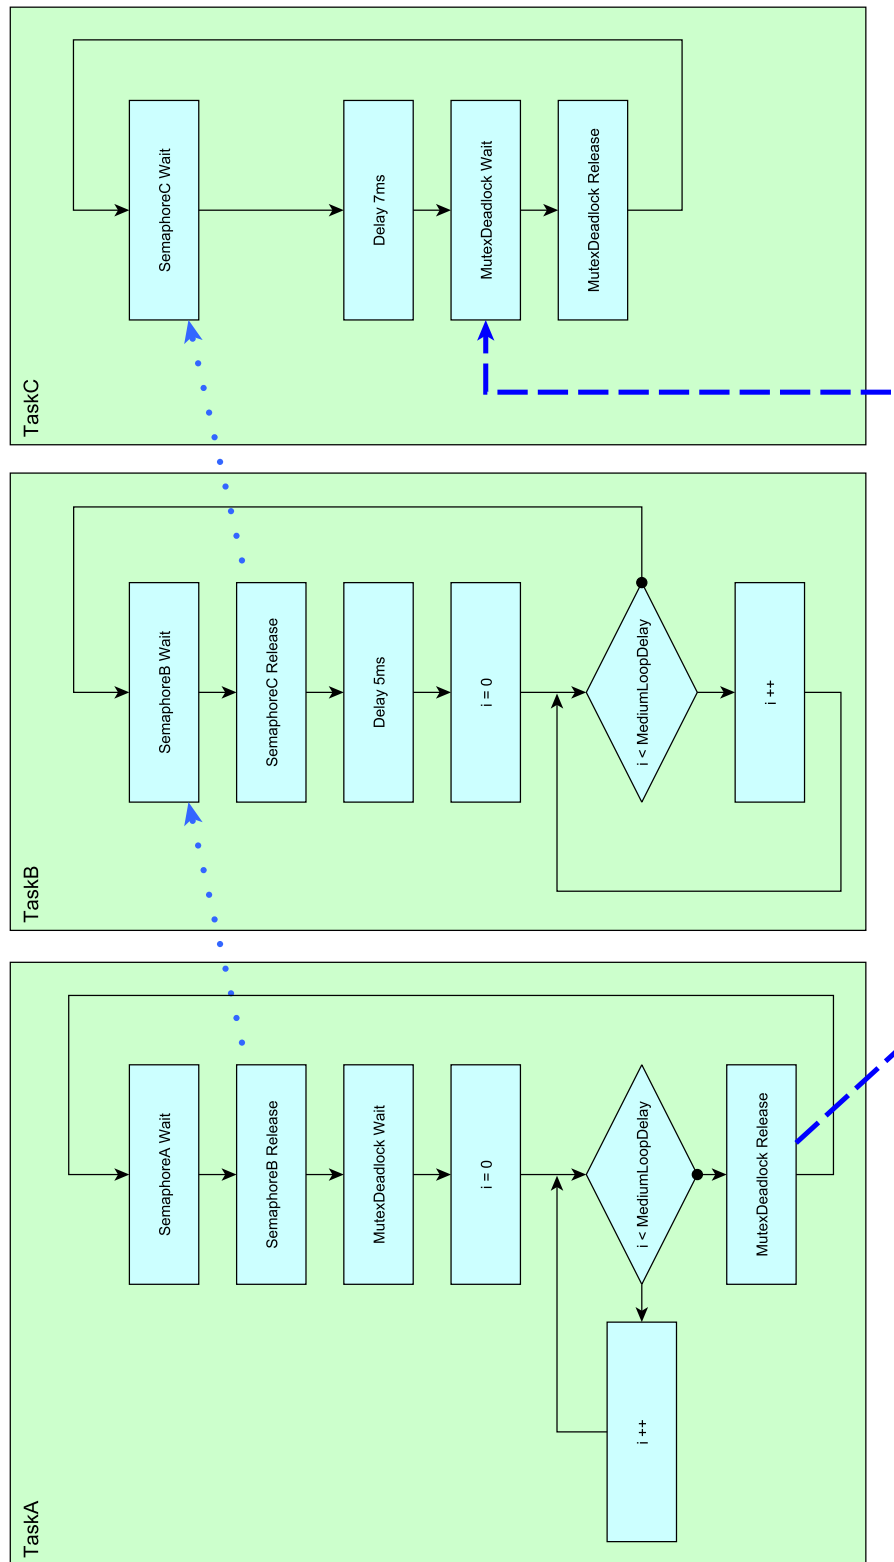 TaskA
SemaphoreA Wait
SemaphoreB Release
MutexDeadlock Wait
i = 0
i < MediumLoopDelay
i ++
MutexDeadlock Release
TaskB
SemaphoreB Wait
SemaphoreC Release
Delay 5ms
i = 0
i < MediumLoopDelay
i ++
TaskC
SemaphoreC Wait
Delay 7ms
MutexDeadlock Wait
MutexDeadlock Release